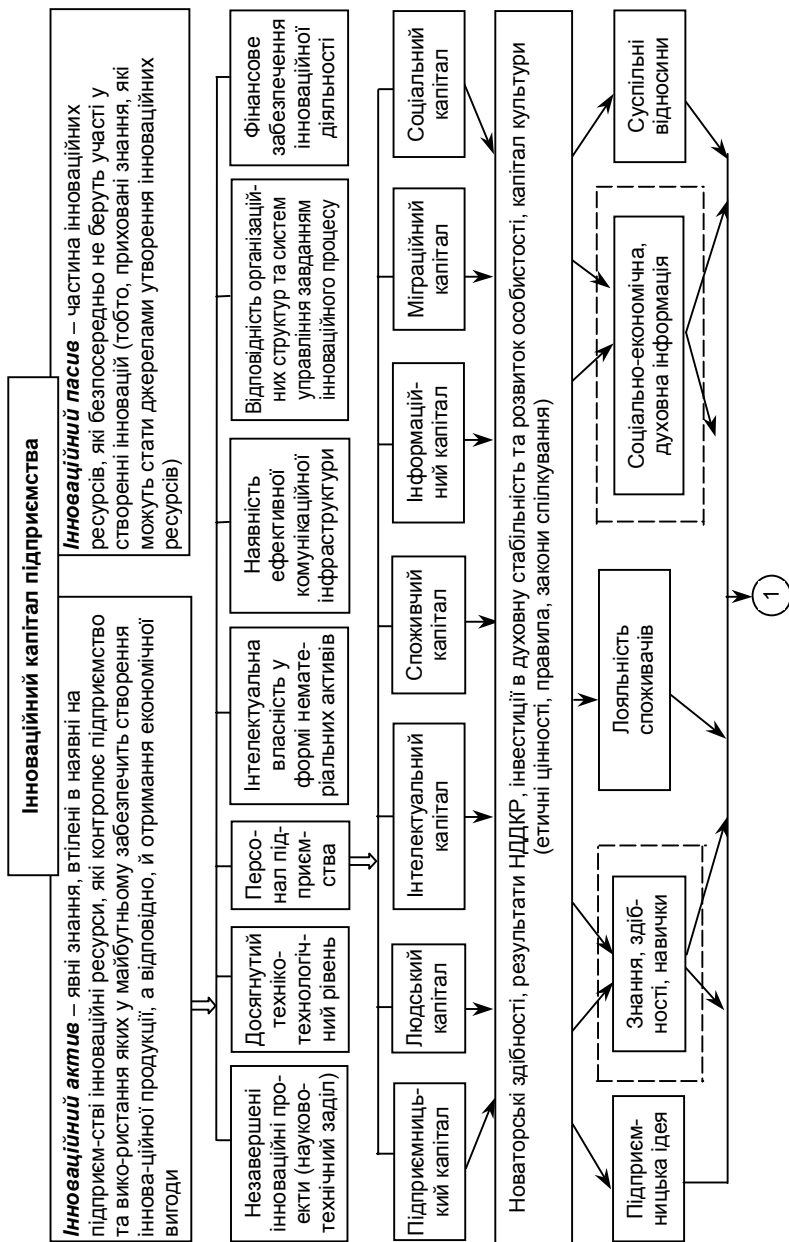 Інноваційний капітал підприємства
Інноваційний актив – явні знання, втілені в наявні на
підприєм-стві інноваційні ресурси, які контролює підприємство
та вико-ристання яких у майбутньому забезпечить створення
іннова-ційної продукції, а відповідно, й отримання економічної
вигоди
Інноваційний пасив – частина інноваційних
ресурсів, які безпосередньо не беруть участі у
створенні інновацій (тобто, приховані знання, які
можуть стати джерелами утворення інноваційних
ресурсів)
Незавершені
інноваційні про-
екти (науково-
технічний заділ)
Досягнутий
техніко-
технологіч-
ний рівень
Персо-
нал під-
приєм-
ства
Інтелектуальна
власність у
формі немате-
ріальних активів
Наявність
ефективної
комунікаційної
інфраструктури
Відповідність організацій-
них структур та систем
управління завданням
інноваційного процесу
Фінансове
забезпечення
інноваційної
діяльності
Підприємниць-
кий капітал
Людський
капітал
Інтелектуальний
капітал
Споживчий
капітал
Інформацій-
ний капітал
Міграційний
капітал
Соціальний
капітал
Новаторські здібності, результати НДДКР, інвестиції в духовну стабільність та розвиток особистості, капітал культури
(етичні цінності, правила, закони спілкування)
Підприєм-
ницька ідея
Знання, здіб-
ності, навички
Лояльність
споживачів
Соціально-економічна,
духовна інформація
Суспільні
відносини
1